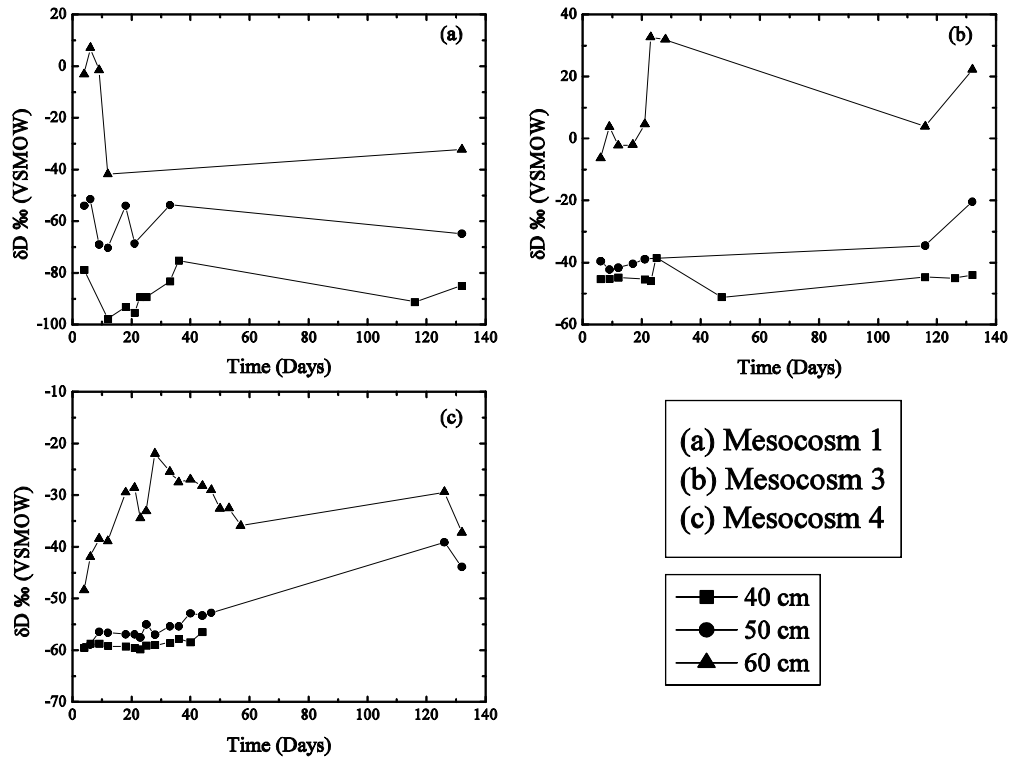 (a)
20
0
-20
-40
-60
-80
-100
δD ‰ (VSMOW)
0 20 40 60 80 100 120 140
Time (Days)
(b)
40
20
0
-20
-40
-60
δD ‰ (VSMOW)
0 20 40 60 80 100 120 140
Time (Days)
(c)
-10
-20
-30
-40
-50
-60
-70
δD ‰ (VSMOW)
0 20 40 60 80 100 120 140
Time (Days)
(a) Mesocosm 1
(b) Mesocosm 3
(c) Mesocosm 4
40 cm
50 cm
60 cm